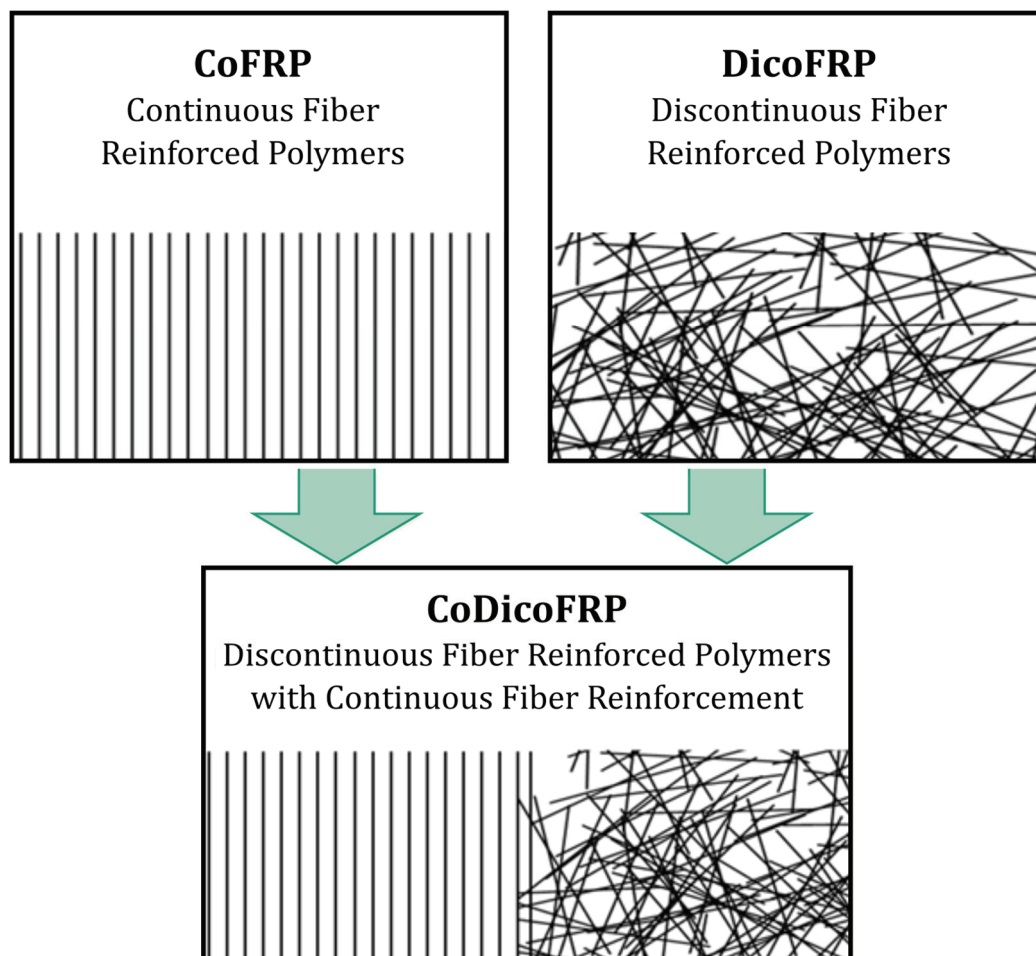 CoFRP
Continuous Fiber
Reinforced Polymers
DicoFRP
Discontinuous Fiber
Reinforced Polymers
CoDicoFRP
Discontinuous Fiber Reinforced Polymers
with Continuous Fiber Reinforcement